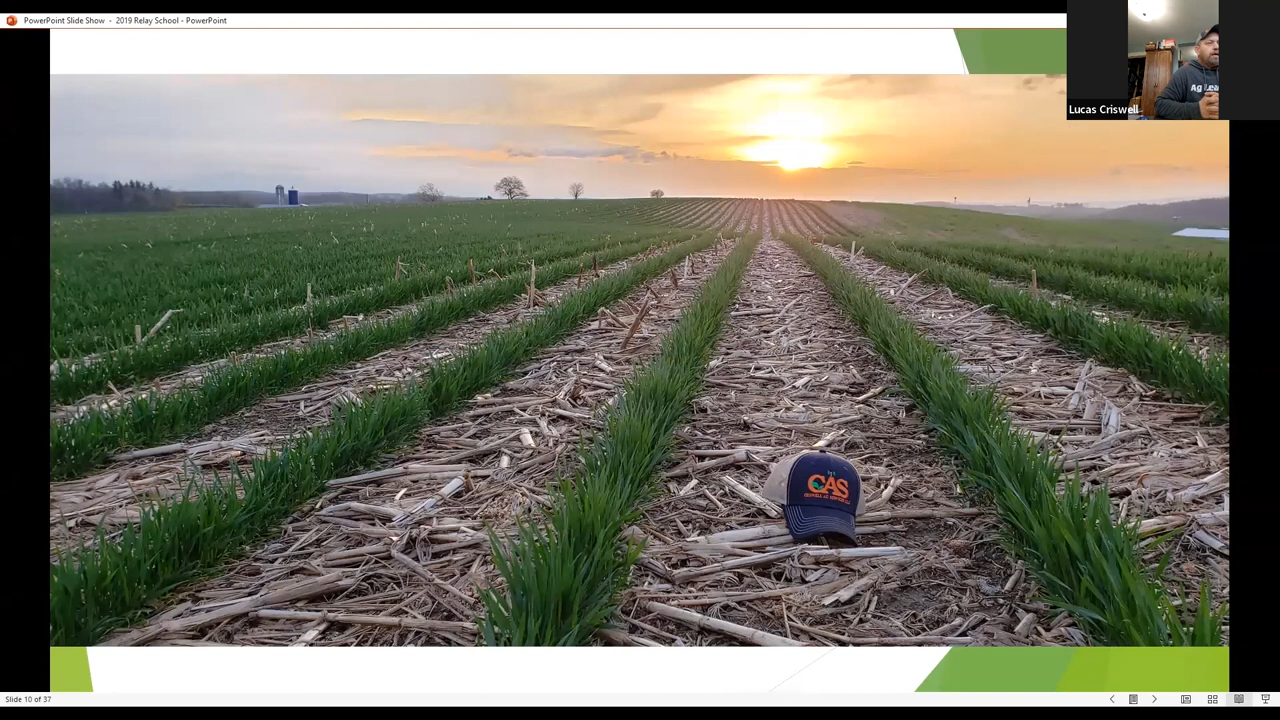 PowerPoint Slide Show - 2019 Relay School - PowerPoint
Lucas Criswell
CAS
Slide 10 of 37